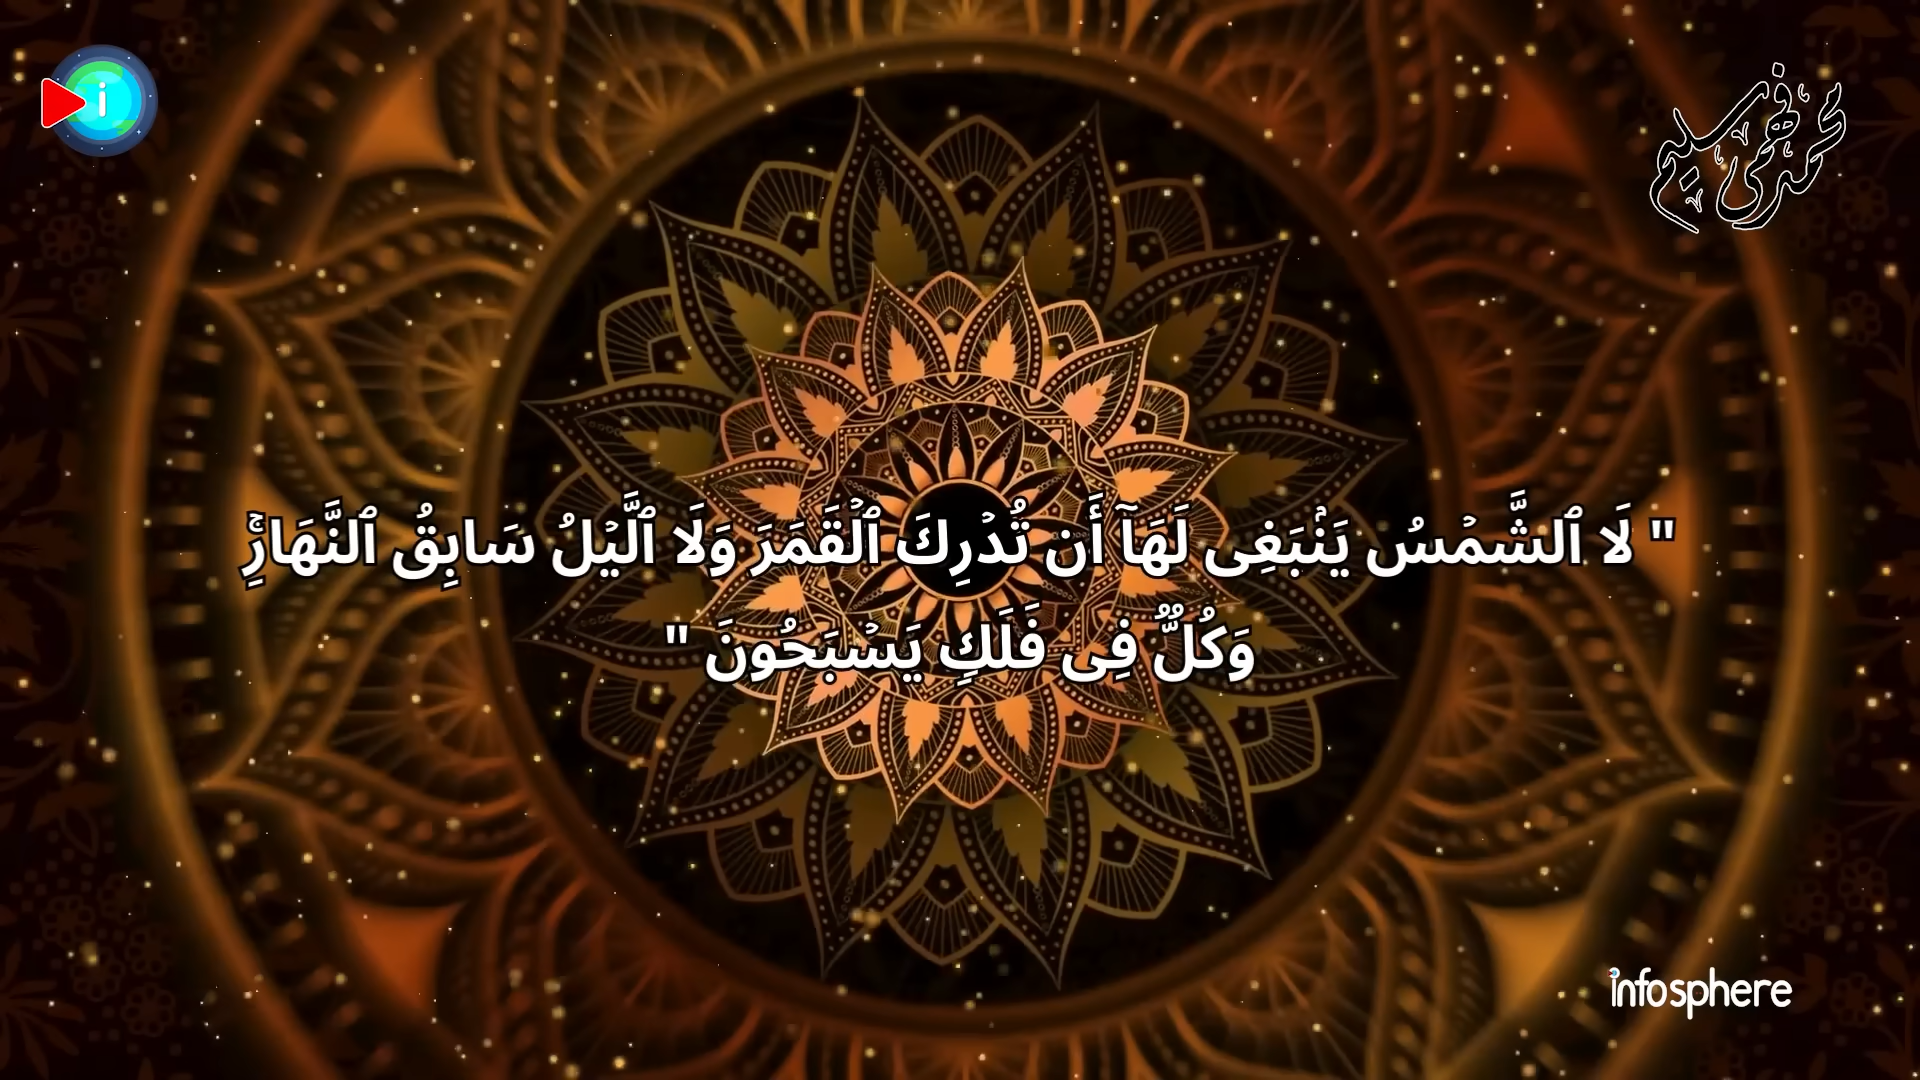 i
محمد فهمي سليم
" لَا ٱلشَّمۡسُ يَنۢبَغِى لَهَآ أَن تُدۡرِكَ ٱلۡقَمَرَ وَلَا ٱلَّيۡلُ سَابِقُ ٱلنَّهَارِۚ
وَكُلٌّ فِى فَلَكٍ يَسۡبَحُونَ "
infosphere